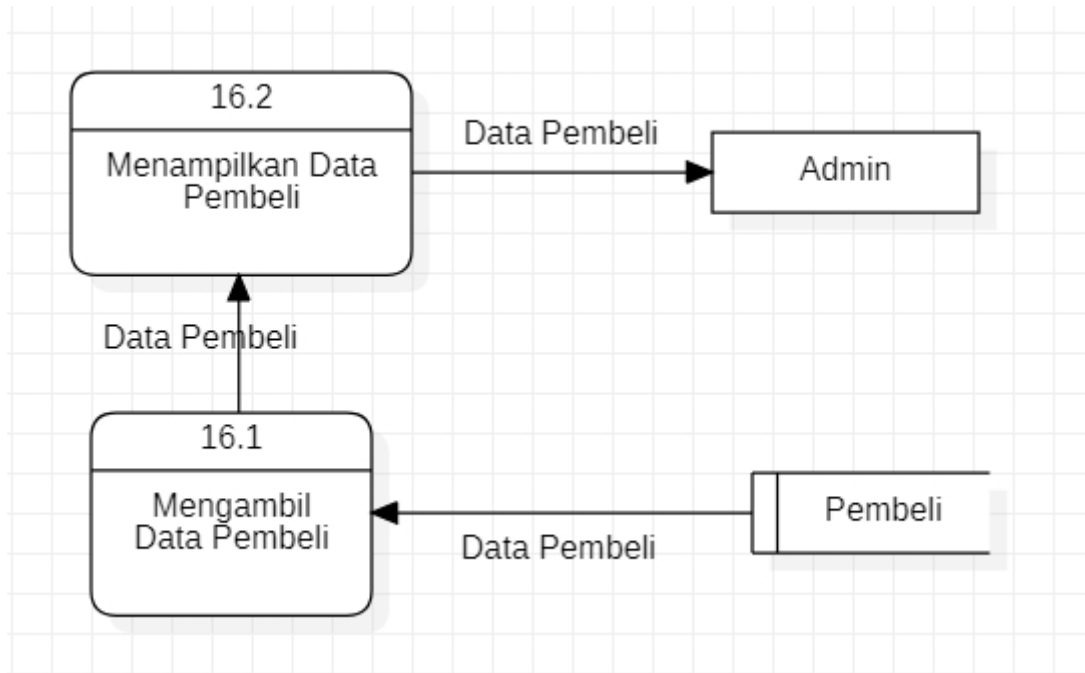 16.2
Menampilkan Data
Pembeli
Data Pembeli
Admin
Data Pembeli
16.1
Mengambil
Data Pembeli
Data Pembeli
Pembeli